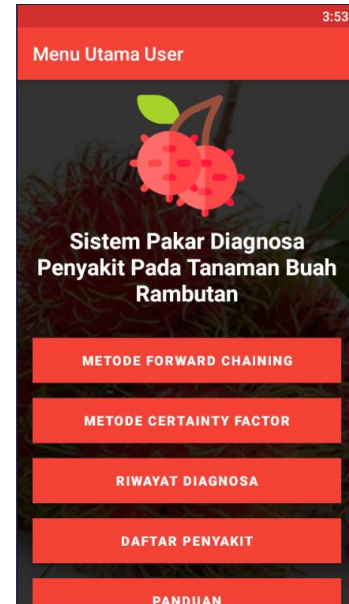 3:53
Menu Utama User
Sistem Pakar Diagnosa
Penyakit Pada Tanaman Buah
Rambutan
METODE FORWARD CHAINING
METODE CERTAINTY FACTOR
RIWAYAT DIAGNOSA
DAFTAR PENYAKIT
PANDUAN